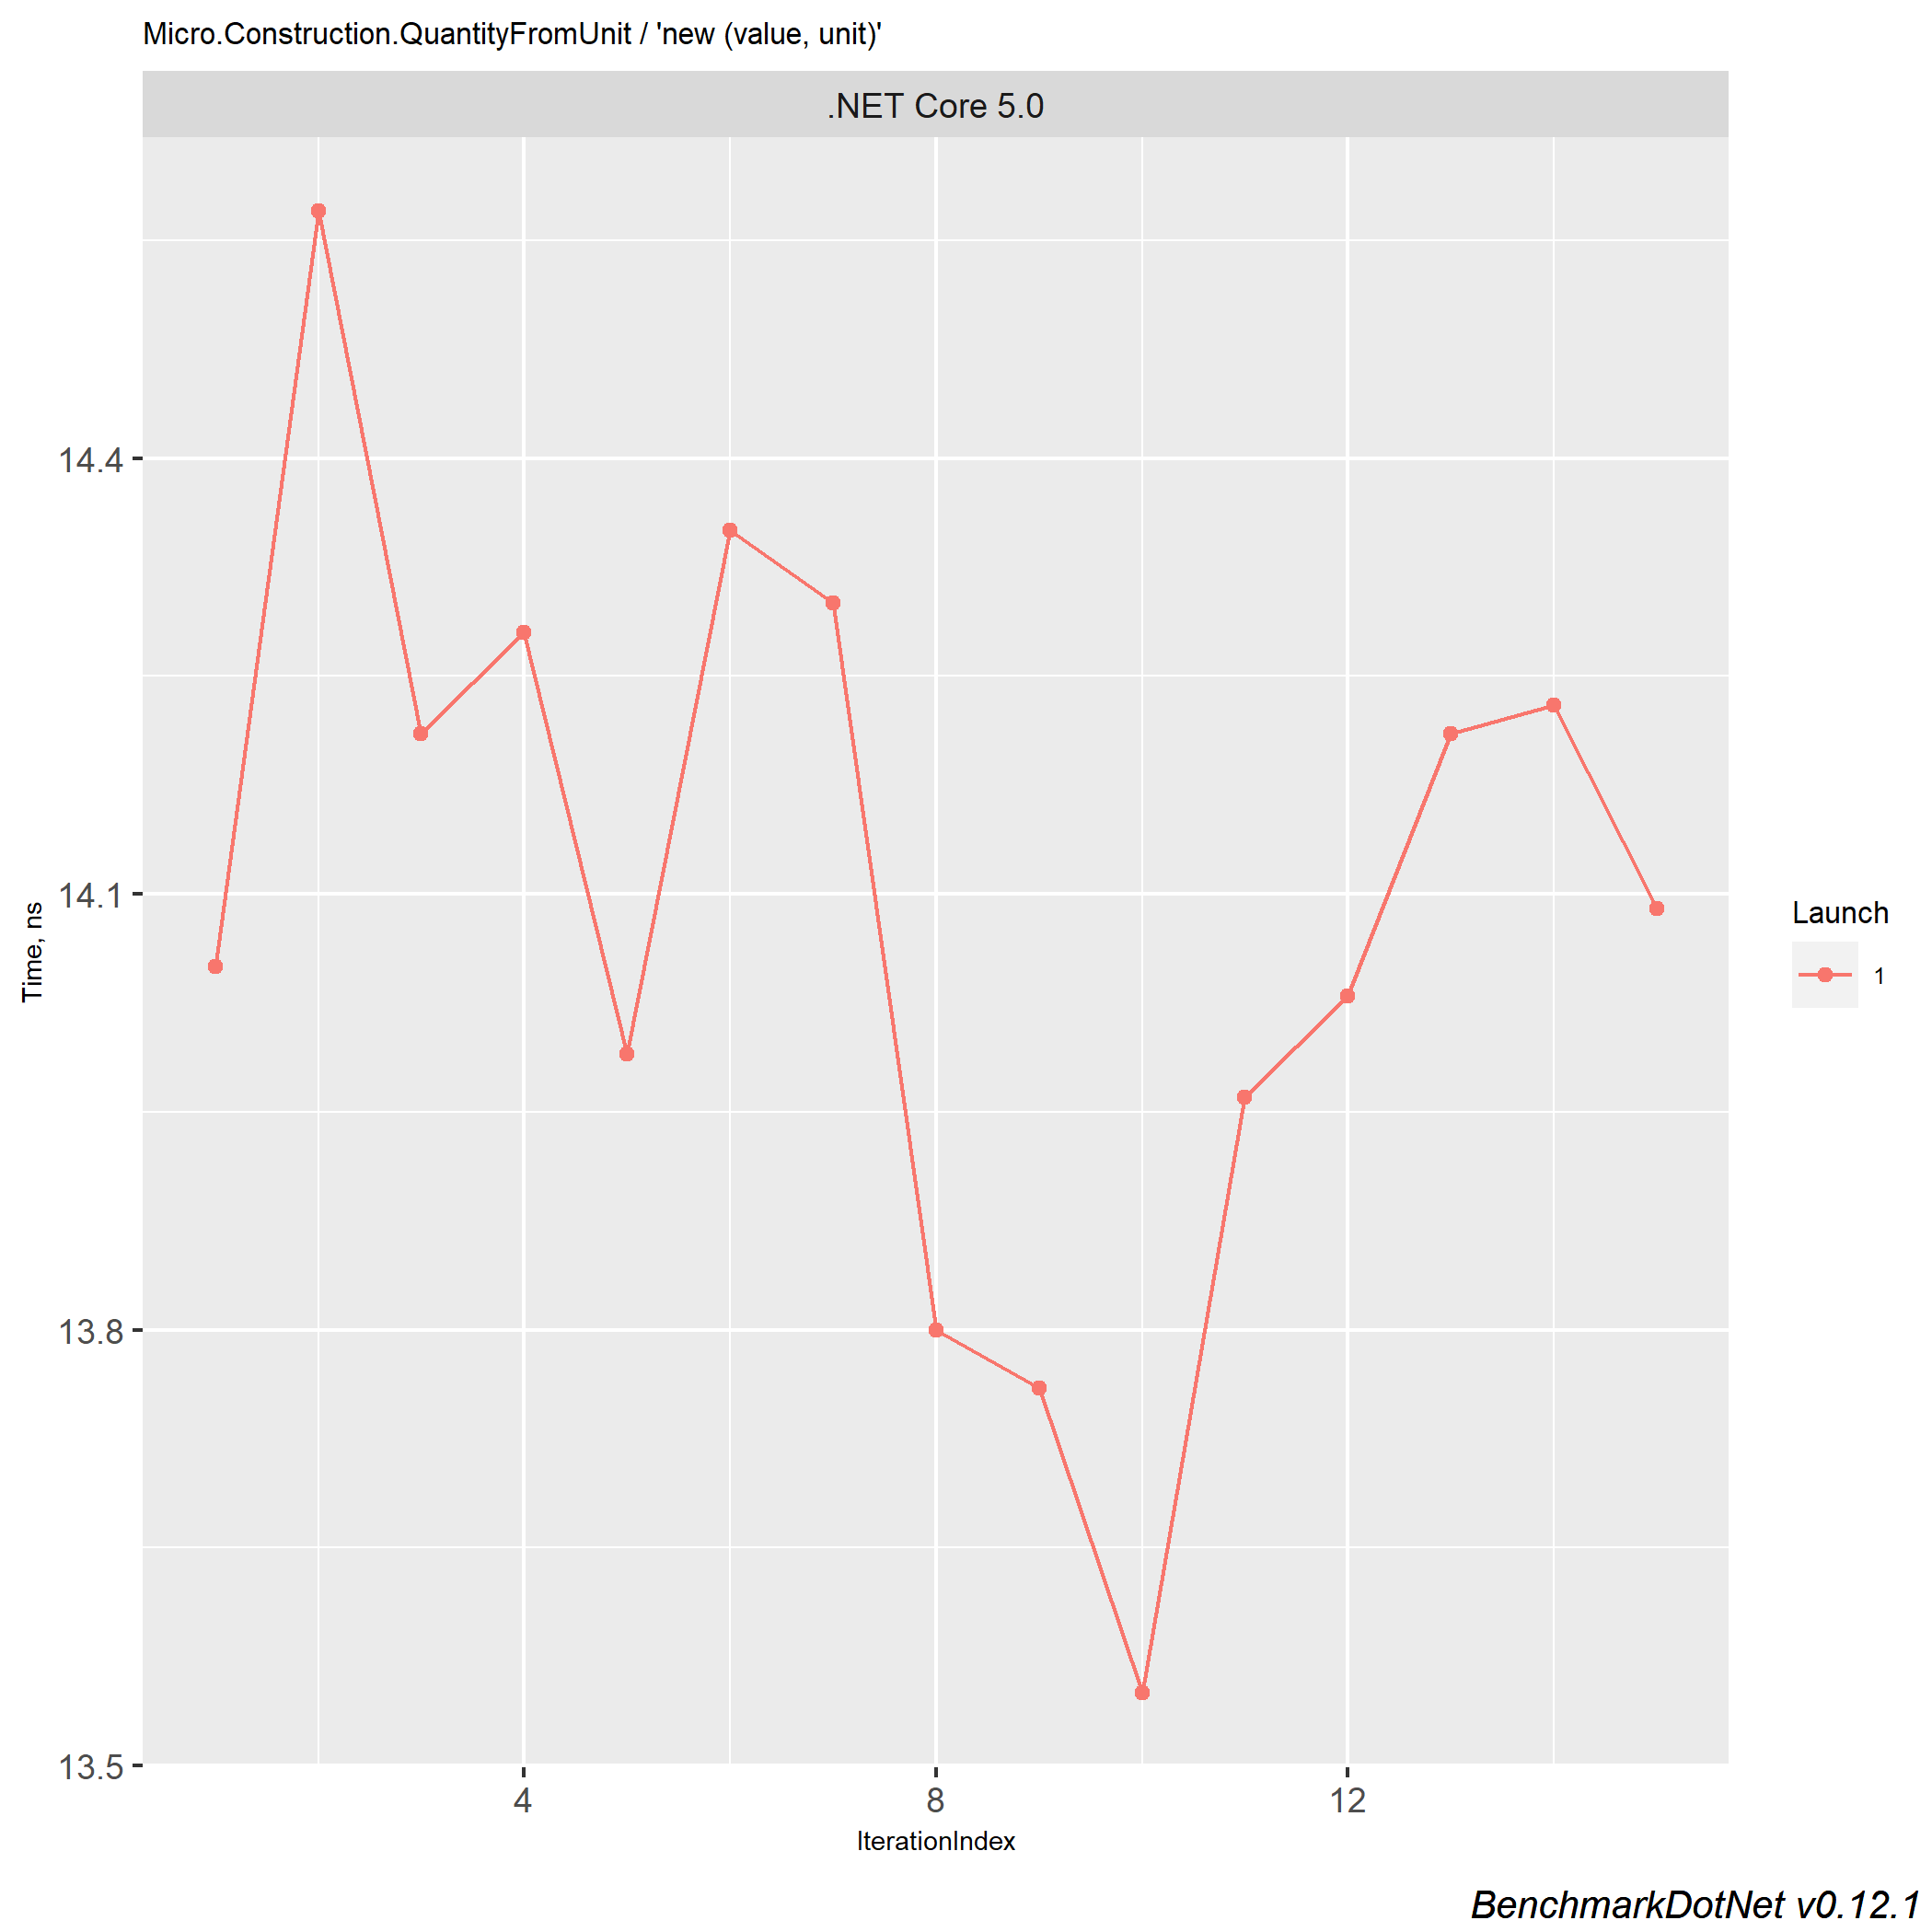 Micro.Construction.QuantityFromUnit / 'new (value, unit)'
.NET Core 5.0
14.4
14.1
13.8
13.5
Time, ns
4
8
12
IterationIndex
Launch
1
BenchmarkDotNet v0.12.1